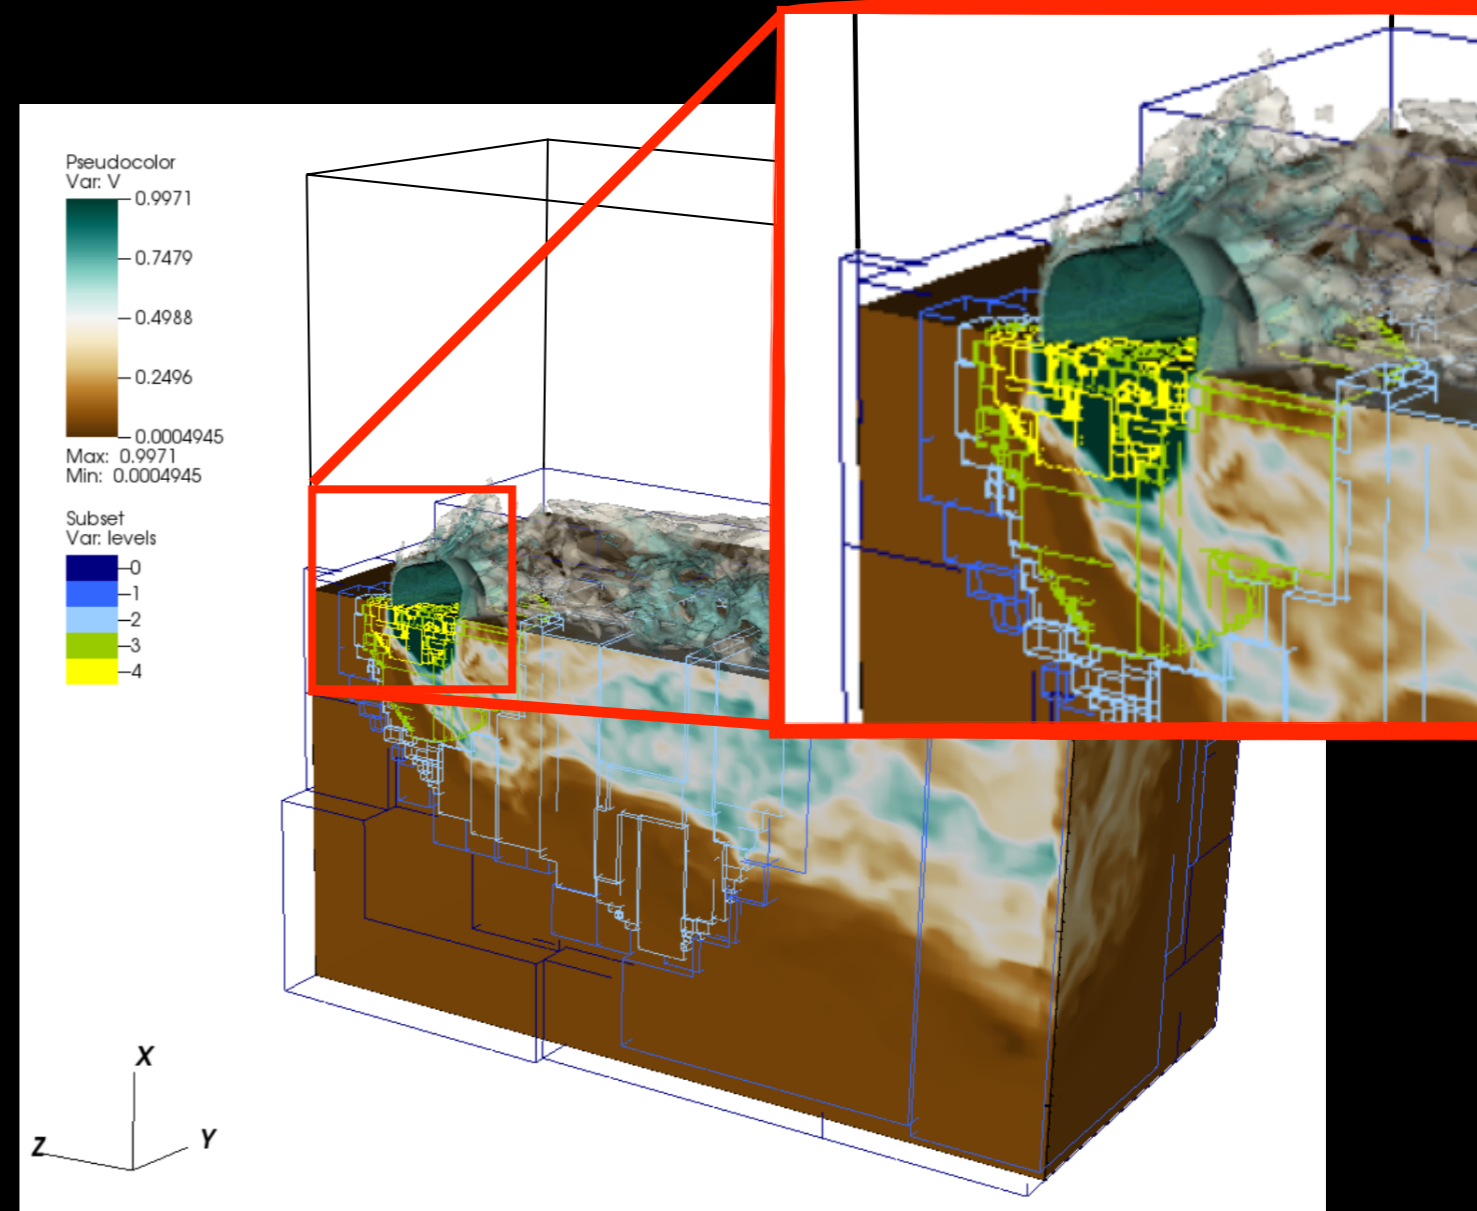 Pseudocolor
Var: V
0.9971
0.7479
0.4988
0.2496
0.0004945
Max: 0.9971
Min: 0.0004945
Subset
Var: levels
0
1
2
3
4
X
Z
Y